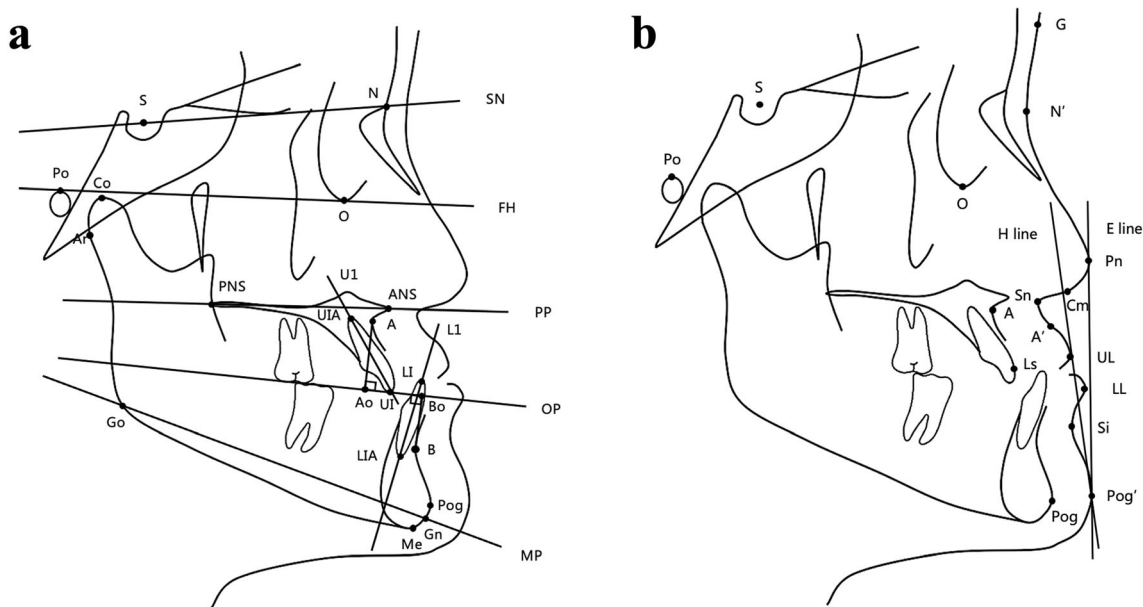 a
S
N
SN
Po
Co
O
FH
Ar
PNS
U1
ANS
UIA
A
PP
L1
LI
Ao
UI
Bo
OP
Go
LIA
B
Pog
Gn
Me
MP
b
G
S
N’
Po
O
H line
E line
Pn
Sn
Cm
A
A’
UL
Ls
LL
Si
Pog’
Pog